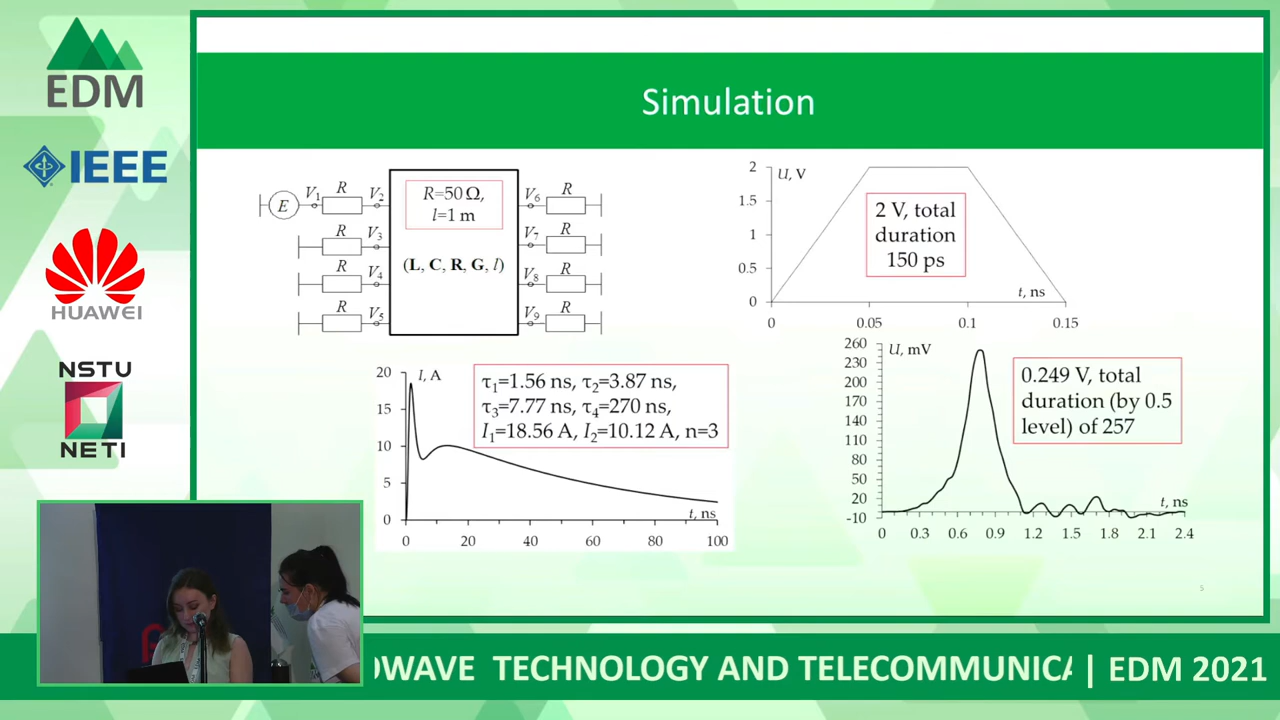 EDM
IEEE
HUAWEI
NSTU
NETI
Simulation
E
V1
R
V2
R
V3
R
V4
R
V5
R=50 Ω,
l=1 m
(L, C, R, G, l)
V6
R
V7
R
V8
R
V9
R
U, V
2
1.5
1
0.5
0
2 V, total
duration
150 ps
t, ns
0
0.05
0.1
0.15
I, A
20
15
10
5
0
τ1=1.56 ns, τ2=3.87 ns,
τ3=7.77 ns, τ4=270 ns,
I1=18.56 A, I2=10.12 A, n=3
t, ns
0
20
40
60
80
100
U, mV
260
230
200
170
140
110
80
50
20
-10
0.249 V, total
duration (by 0.5
level) of 257
t, ns
0
0.3
0.6
0.9
1.2
1.5
1.8
2.1
2.4
5
OWAVE TECHNOLOGY AND TELECOMMUNICA | EDM 2021